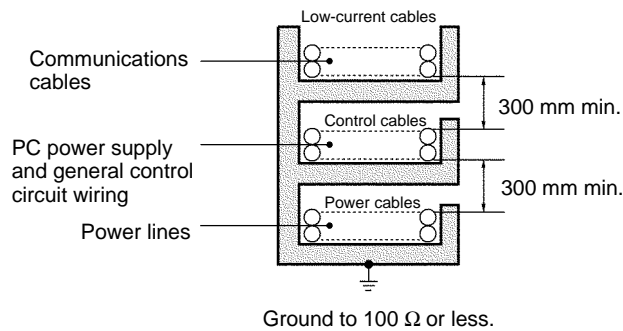 Low-current cables
Communications
cables
300 mm min.
Control cables
PC power supply
and general control
circuit wiring
300 mm min.
Power cables
Power lines
Ground to 100 Ω or less.